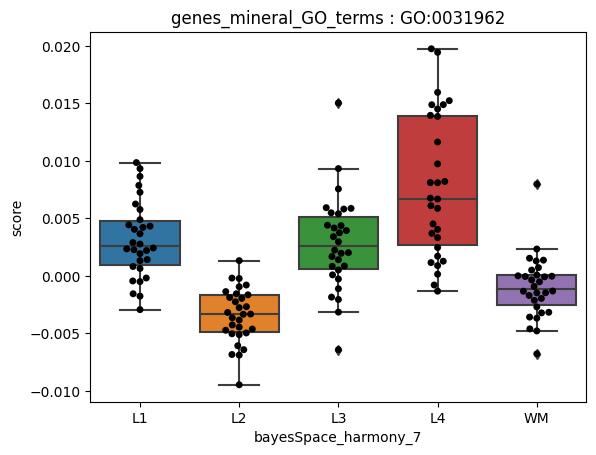 genes_mineral_GO_terms : GO:0031962
0.020
0.015
0.010
0.005
0.000
−0.005
−0.010
score
L1 L2 L3 L4 WM
bayesSpace_harmony_7